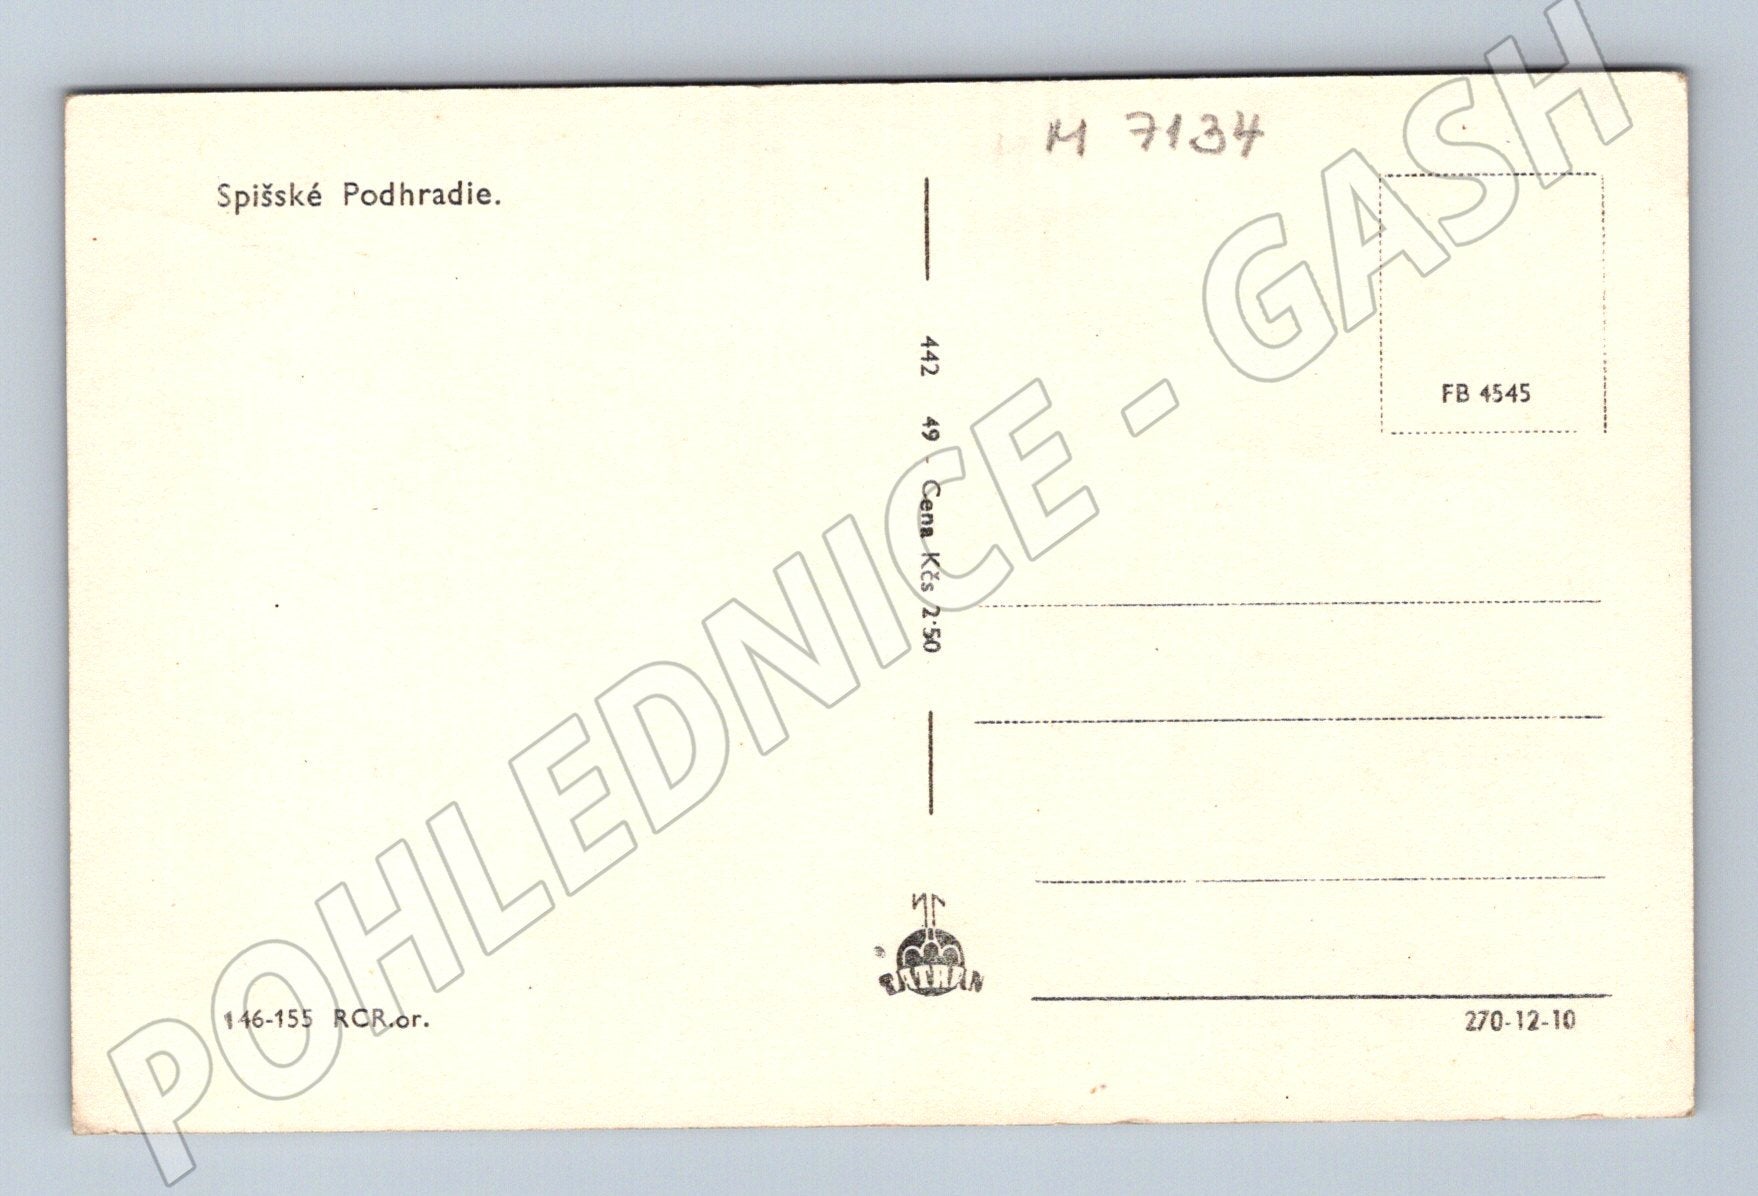 M 7134
Spišské Podhradie.
FB 4545
442 49 - Cena Kčs 2·50
TATRAN
146-155 RCR.or.
270-12-10
POHLEDNICE - GASH